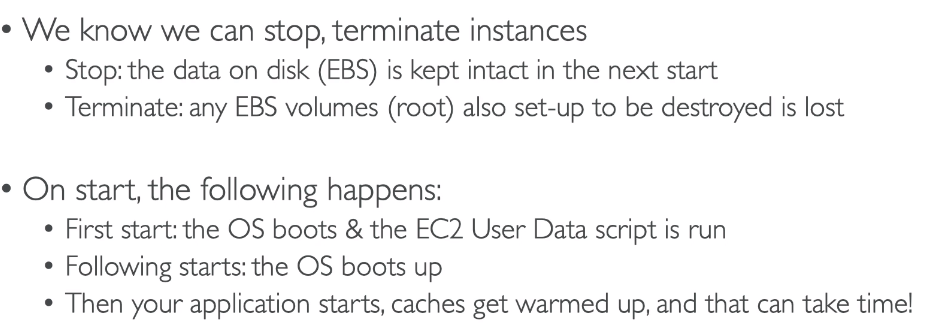 • We know we can stop, terminate instances
• Stop: the data on disk (EBS) is kept intact in the next start
• Terminate: any EBS volumes (root) also set-up to be destroyed is lost
• On start, the following happens:
• First start: the OS boots & the EC2 User Data script is run
• Following starts: the OS boots up
• Then your application starts, caches get warmed up, and that can take time!